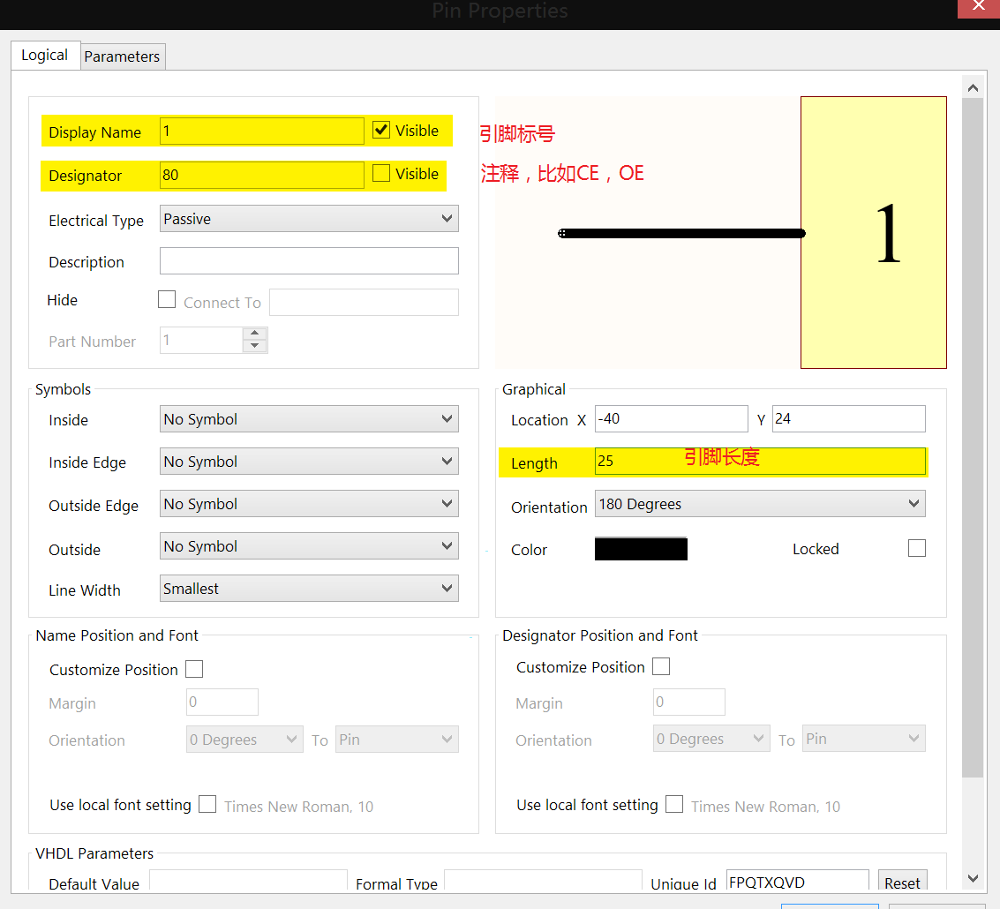 Pin Properties
Logical
Parameters
Display Name 1 Visible
引脚标号
Designator 80 Visible
注释，比如CE，OE
Electrical Type Passive
1
Description
Hide Connect To
Part Number 1
Symbols
Inside No Symbol
Inside Edge No Symbol
Outside Edge No Symbol
Outside No Symbol
Line Width Smallest
Graphical
Location X -40 Y 24
Length 25 引脚长度
Orientation 180 Degrees
Color Locked
Name Position and Font
Customize Position
Margin 0
Orientation 0 Degrees To Pin
Use local font setting Times New Roman, 10
Designator Position and Font
Customize Position
Margin 0
Orientation 0 Degrees To Pin
Use local font setting Times New Roman, 10
VHDL Parameters
Default Value Formal Type Unique Id FPQTXQVD Reset